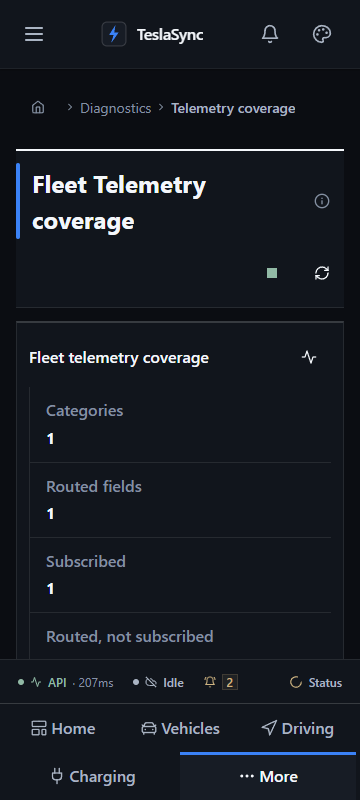 TeslaSync
Diagnostics Telemetry coverage
Fleet Telemetry
coverage
Fleet telemetry coverage
Categories
1
Routed fields
1
Subscribed
1
Routed, not subscribed
API · 207ms Idle 2 Status
Home Vehicles Driving
Charging More